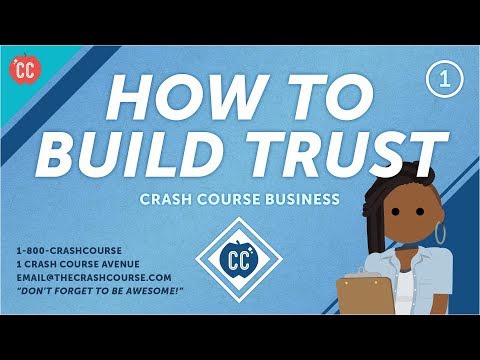 CC
1
HOW TO
BUILD TRUST
CRASH COURSE BUSINESS
CC
1-800-CRASHCOURSE
1 CRASH COURSE AVENUE
EMAIL@THECRASHCOURSE.COM
"DON'T FORGET TO BE AWESOME!"